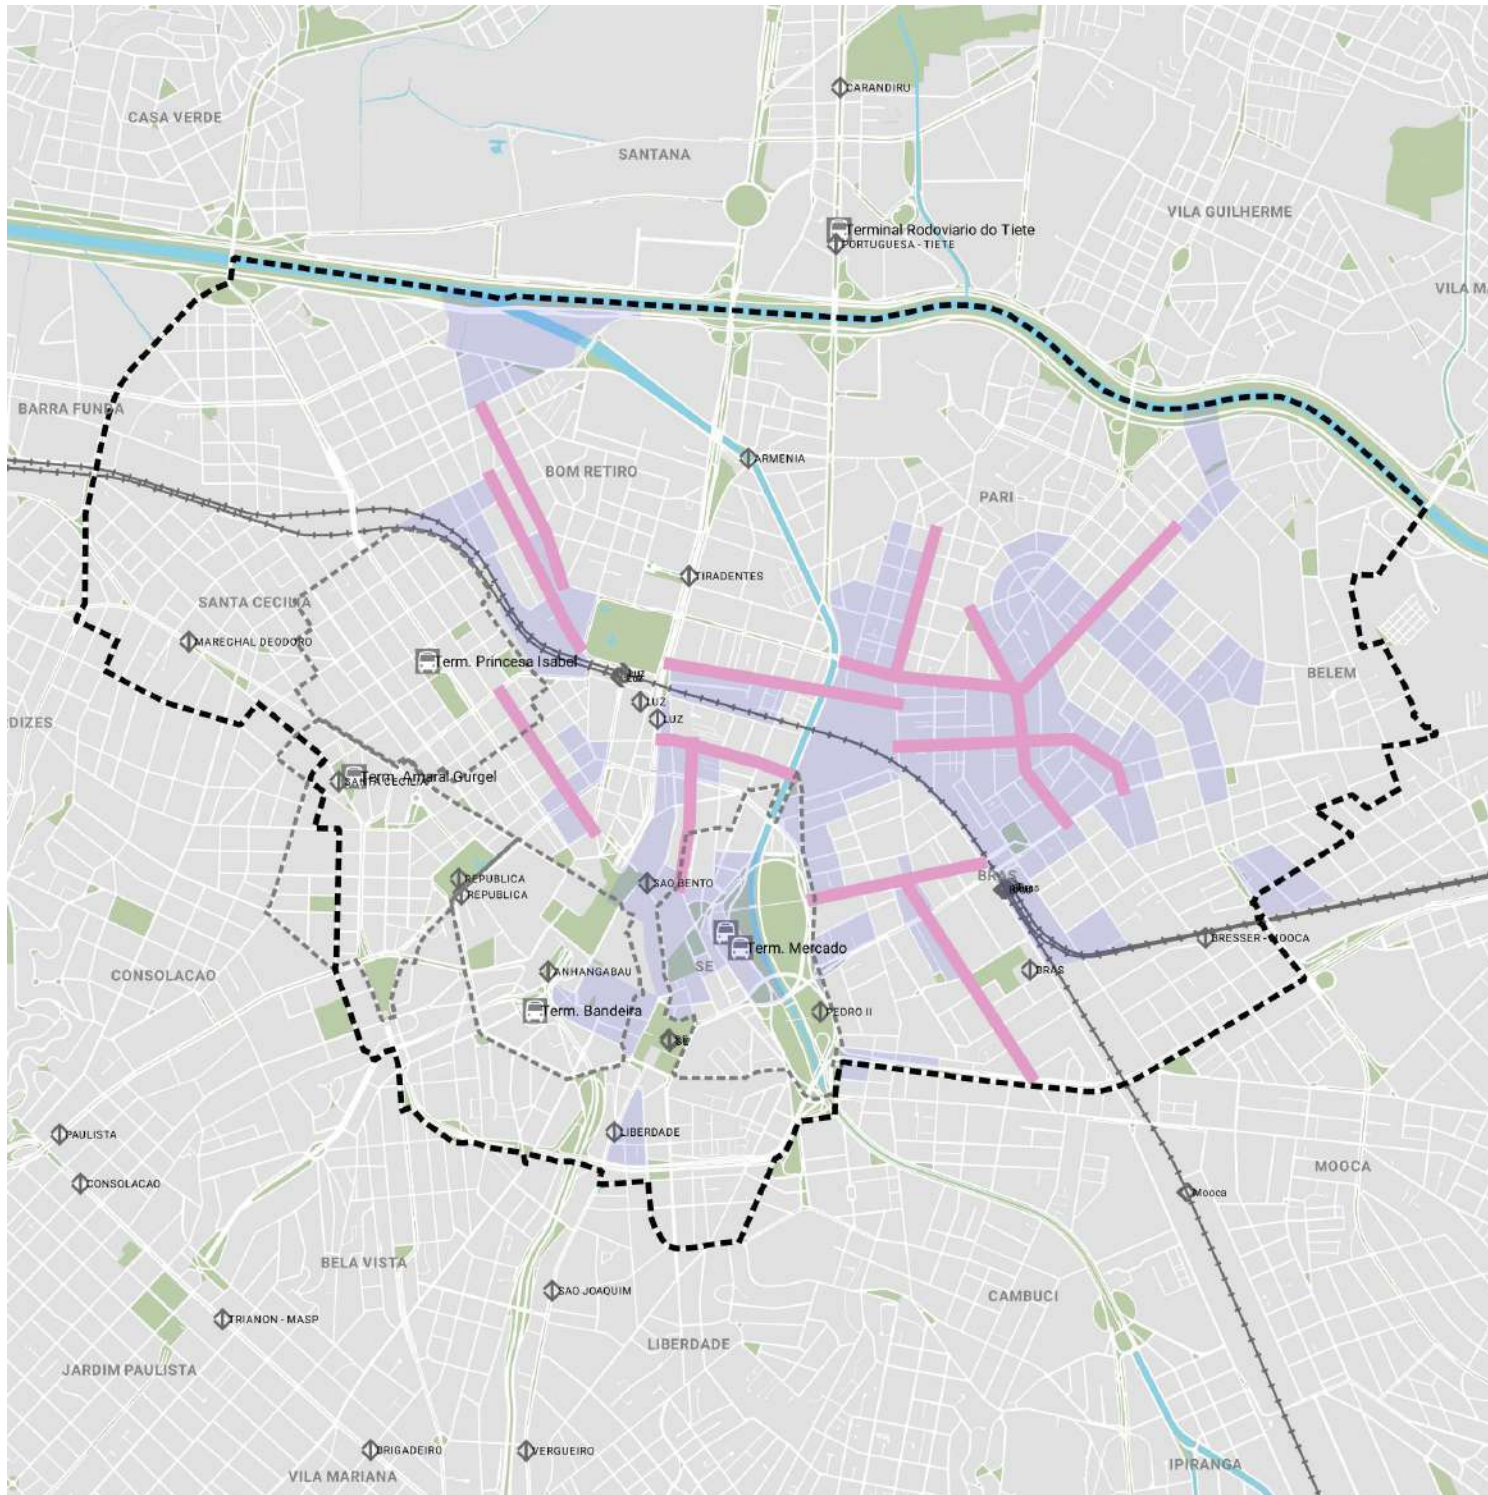 CARANDIRU
CASA VERDE
SANTANA
VILA GUILHERME
Terminal Rodoviario do Tiete
PORTUGUESA - TIETE
VILA M
BARRA FUNDA
ARMENIA
BOM RETIRO
PARI
TIRADENTES
SANTA CECILIA
MARECHAL DEODORO
Term. Princesa Isabel
BELEM
LUZ
LUZ
RDIZES
Term. Amaral Gurgel
SANTA CECILIA
BRAS
REPUBLICA
SAO BENTO
REPUBLICA
BRESSER - MOOCA
Term. Mercado
SE
ANHANGABAU
BRAS
CONSOLACAO
Term. Bandeira
PEDRO II
SE
PAULISTA
LIBERDADE
MOOCA
CONSOLACAO
Mooca
BELA VISTA
SAO JOAQUIM
CAMBUCI
TRIANON - MASP
LIBERDADE
JARDIM PAULISTA
BRIGADEIRO
VERGUEIRO
IPIRANGA
VILA MARIANA